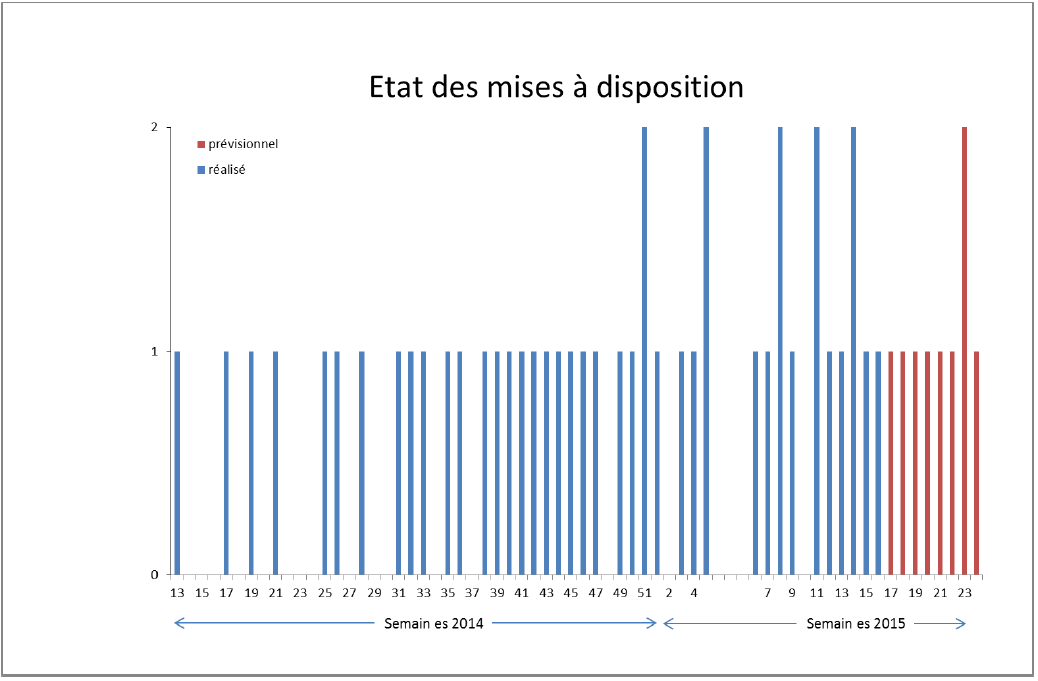 Etat des mises à disposition
2
prévisionnel
réalisé
1
0
13 15 17 19 21 23 25 27 29 31 33 35 37 39 41 43 45 47 49 51 2 4 7 9 11 13 15 17 19 21 23
Semain es 2014 Semain es 2015